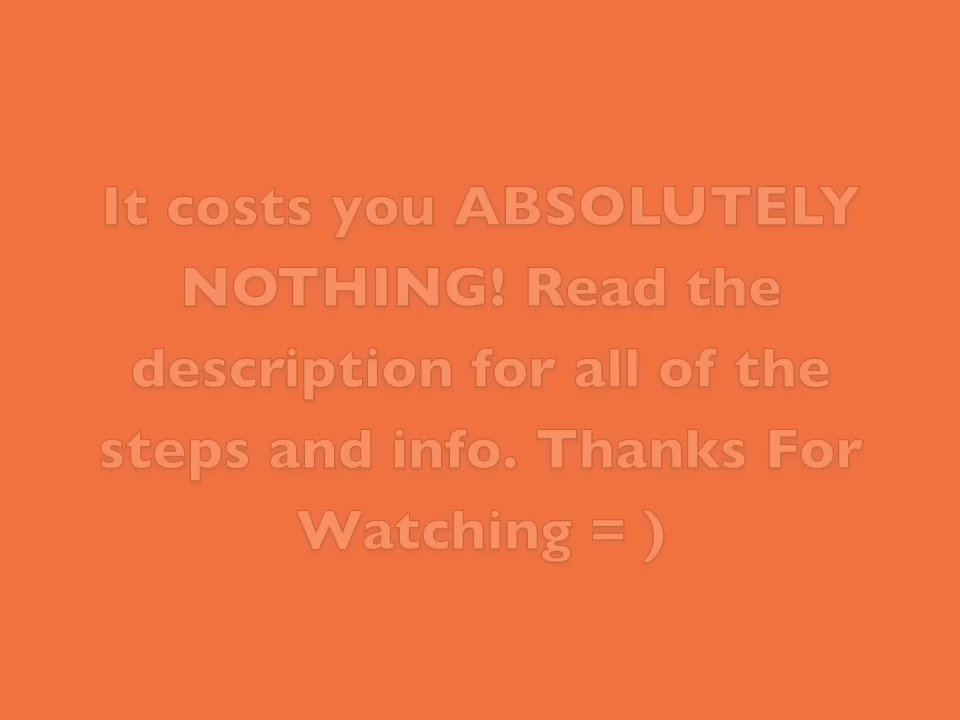 It costs you ABSOLUTELY
NOTHING! Read the
description for all of the
steps and info. Thanks For
Watching = )